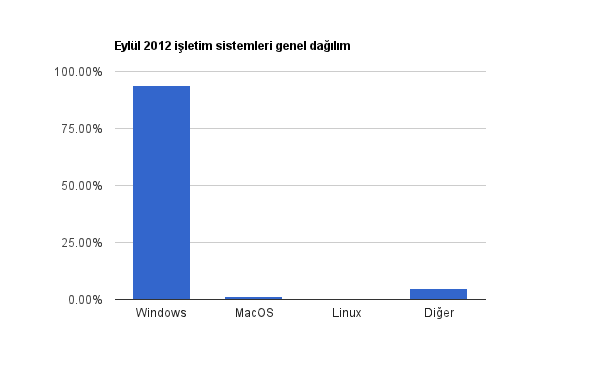 Eylül 2012 işletim sistemleri genel dağılım
100.00%
75.00%
50.00%
25.00%
0.00%
Windows MacOS Linux Diğer